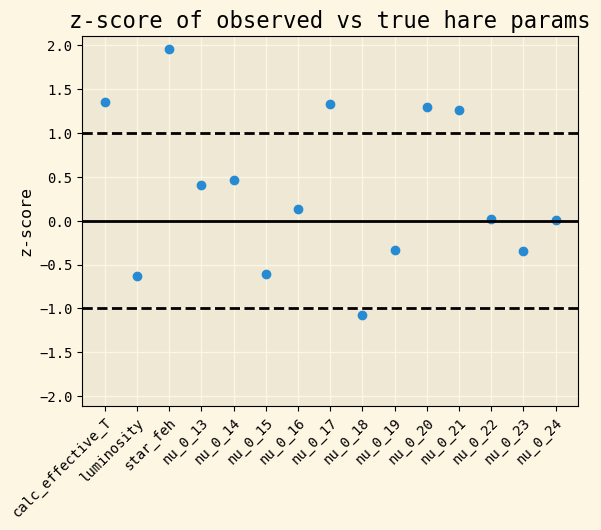 z-score of observed vs true hare params
z-score
2.0
1.5
1.0
0.5
0.0
−0.5
−1.0
−1.5
−2.0
calc_effective_T
luminosity
star_feh
nu_0_13
nu_0_14
nu_0_15
nu_0_16
nu_0_17
nu_0_18
nu_0_19
nu_0_20
nu_0_21
nu_0_22
nu_0_23
nu_0_24